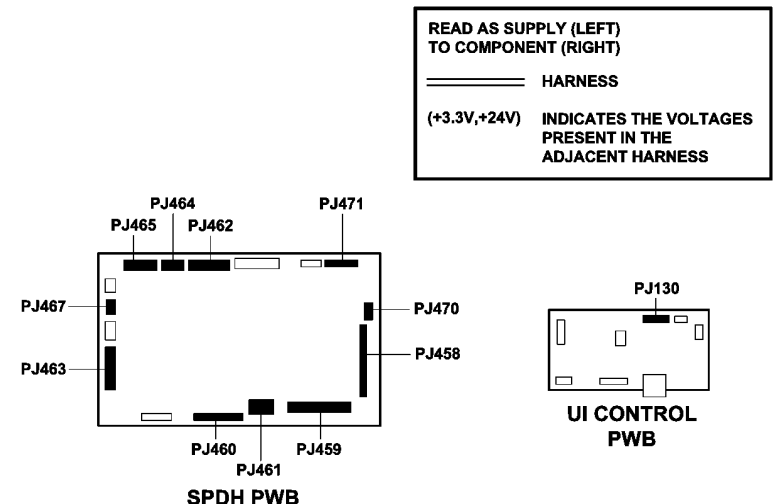 READ AS SUPPLY (LEFT)
TO COMPONENT (RIGHT)
HARNESS
(+3.3V,+24V) INDICATES THE VOLTAGES
PRESENT IN THE
ADJACENT HARNESS
PJ464
PJ471
PJ465
PJ462
PJ130
PJ467
PJ470
PJ458
PJ463
UI CONTROL
PWB
PJ460
PJ459
PJ461
SPDH PWB